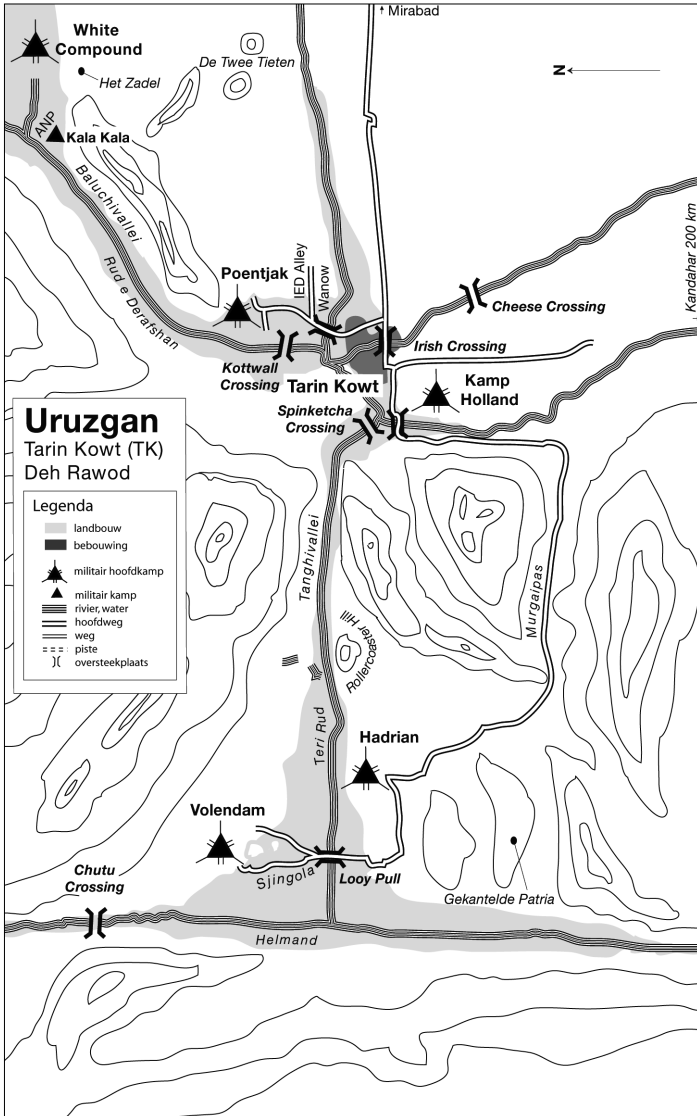 Mirabad
White
Compound
De Twee Tieten
Het Zadel
N
ANP
Kala Kala
Baluchivallei
Rud e Derafshan
Kandahar 200 km
Poentjak
IED Alley
Wanow
Cheese Crossing
Irish Crossing
Kottwall
Crossing
Tarin Kowt
Kamp
Holland
Spinketcha
Crossing
Uruzgan
Tarin Kowt (TK)
Deh Rawod
Legenda
landbouw
bebouwing
militair hoofdkamp
militair kamp
rivier, water
hoofdweg
weg
piste
oversteekplaats
Tanghivallei
Murgaipas
Rollercoaster Hill
Teri Rud
Hadrian
Volendam
Chutu
Crossing
Sjingola
Looy Pull
Gekantelde Patria
Helmand